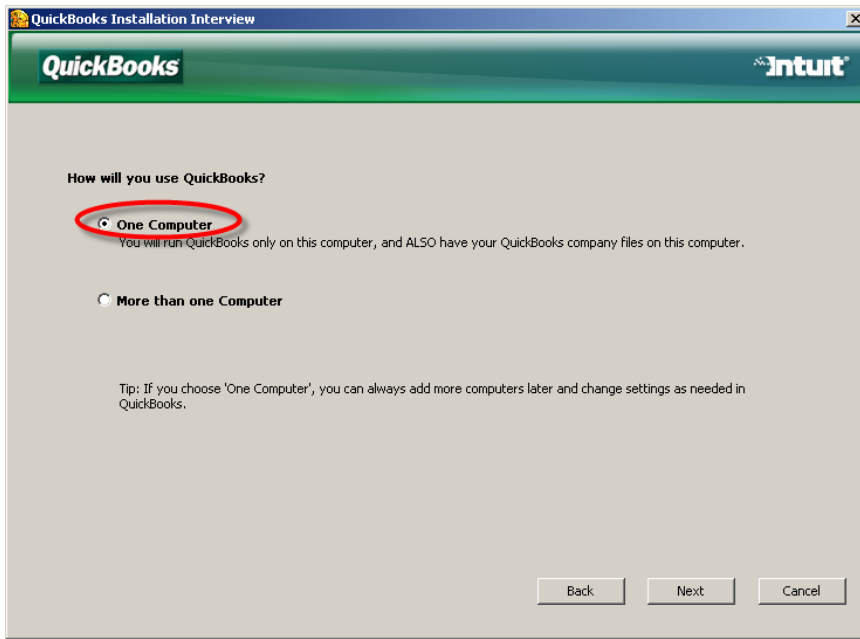 QuickBooks Installation Interview
QuickBooks
Intuit
How will you use QuickBooks?
One Computer
You will run QuickBooks only on this computer, and ALSO have your QuickBooks company files on this computer.
More than one Computer
Tip: If you choose 'One Computer', you can always add more computers later and change settings as needed in
QuickBooks.
Back Next Cancel